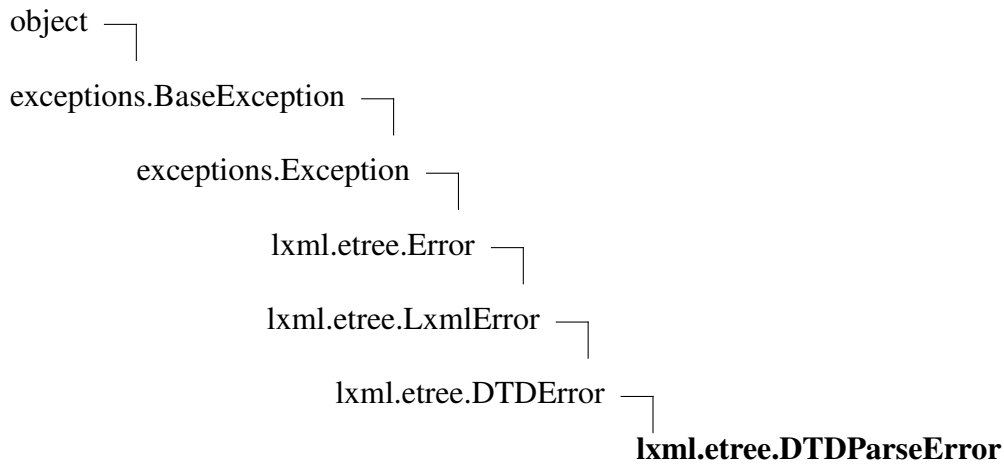 object
exceptions.BaseException
exceptions.Exception
lxml.etree.Error
lxml.etree.LxmlError
lxml.etree.DTDError
lxml.etree.DTDParseError